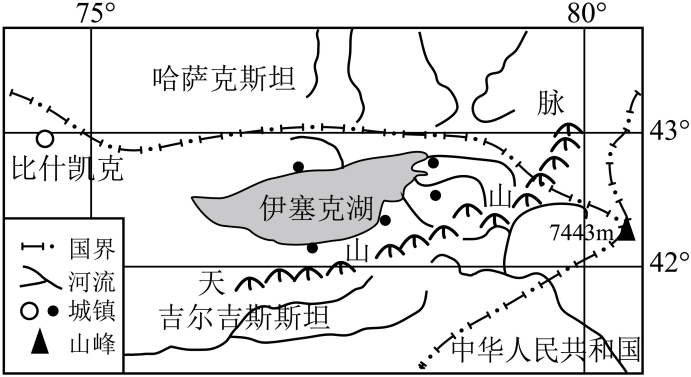 75°
80°
哈萨克斯坦
脉
43°
比什凯克
伊塞克湖
山
7443m
山
42°
天
国界
河流
城镇
山峰
吉尔吉斯斯坦
中华人民共和国